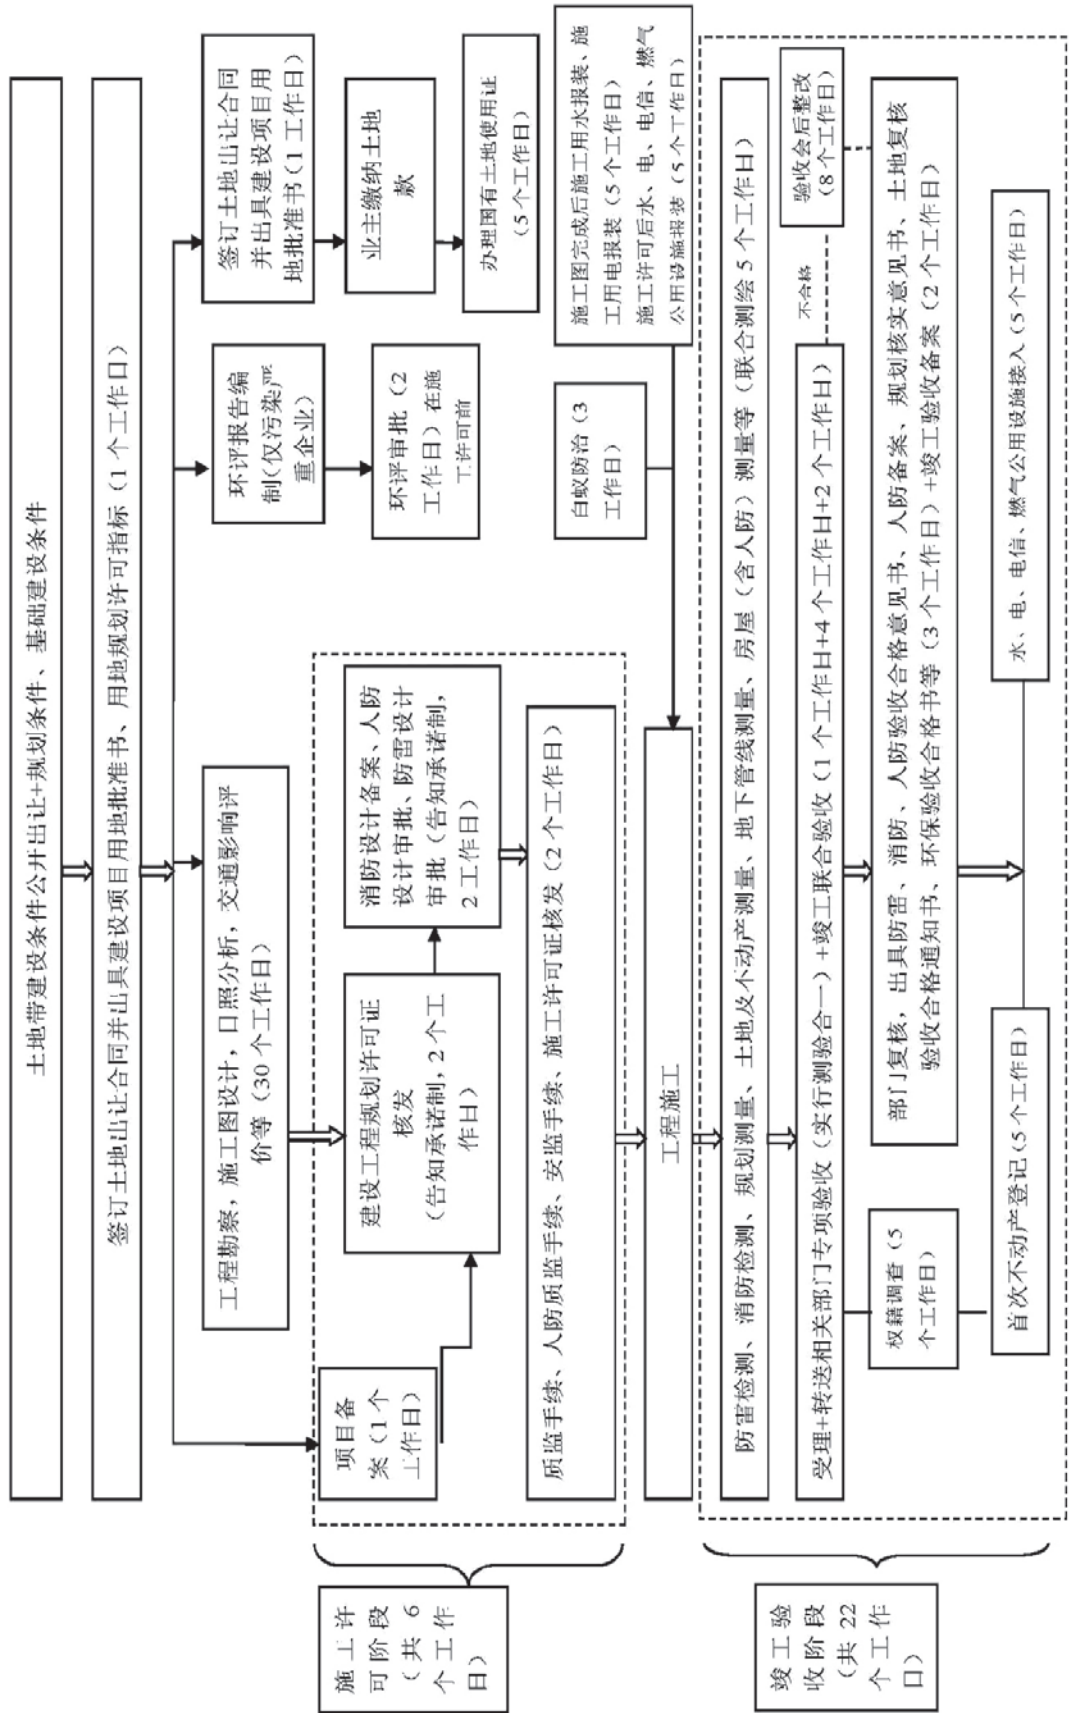 土地带建设条件公开出让+规划条件、基础建设条件
签订土地出让合同并出具建设项目用地批准书、用地规划许可指标（1 个工作日）
工程勘察，施工图设计，日照分析，交通影响评
价等（30 个工作日）
环评报告编
制（仅污染严
重企业）
签订土地出让合同
并出具建设项目用
地批准书（1 工作日）
环评审批（2
工作日）在施
工许可前
业主缴纳土地
款
办理国有土地使用证
（5 个工作日）
施工许
可阶段
（共 6
个工作
日）
项目备
案（1 个
工作日）
建设工程规划许可证
核发
（告知承诺制，2 个工
作日）
消防设计备案、人防
设计审批、防雷设计
审批（告知承诺制，
2 工作日）
质监手续、人防质监手续、安监手续、施工许可证核发（2 个工作日）
白蚁防治（3
工作日）
施工图完成后施工用水报装、施
工用电报装（5 个工作日）
施工许可后水、电、电信、燃气
公用设施报装（5 个工作日）
工程施工
竣工验
收阶段
（共 22
个工作
日）
防雷检测、消防检测、规划测量、土地及不动产测量、地下管线测量、房屋（含人防）测量等（联合测绘 5 个工作日）
受理+转送相关部门专项验收（实行测验合一）+竣工联合验收（1 个工作日+4 个工作日+2 个工作日）
不合格
验收会后整改
（8 个工作日）
权籍调查（5
个工作日）
部门复核，出具防雷、消防、人防验收合格意见书、人防备案、规划核实意见书、土地复核
验收合格通知书、环保验收合格书等（3 个工作日）+竣工验收备案（2 个工作日）
首次不动产登记（5 个工作日）
水、电、电信、燃气公用设施接入（5 个工作日）